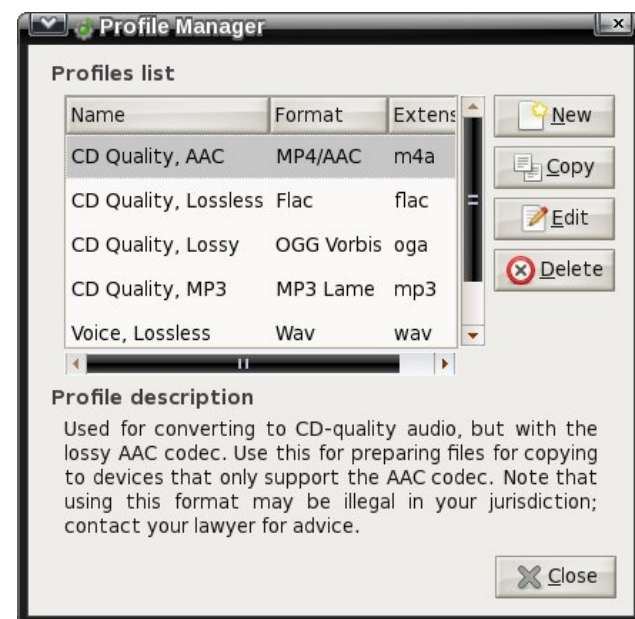 Profile Manager
Profiles list
Name Format Extens
CD Quality, AAC MP4/AAC m4a
CD Quality, Lossless Flac flac
CD Quality, Lossy OGG Vorbis oga
CD Quality, MP3 MP3 Lame mp3
Voice, Lossless Wav wav
New
Copy
Edit
Delete
Profile description
Used for converting to CD-quality audio, but with the
lossy AAC codec. Use this for preparing files for copying
to devices that only support the AAC codec. Note that
using this format may be illegal in your jurisdiction;
contact your lawyer for advice.
Close